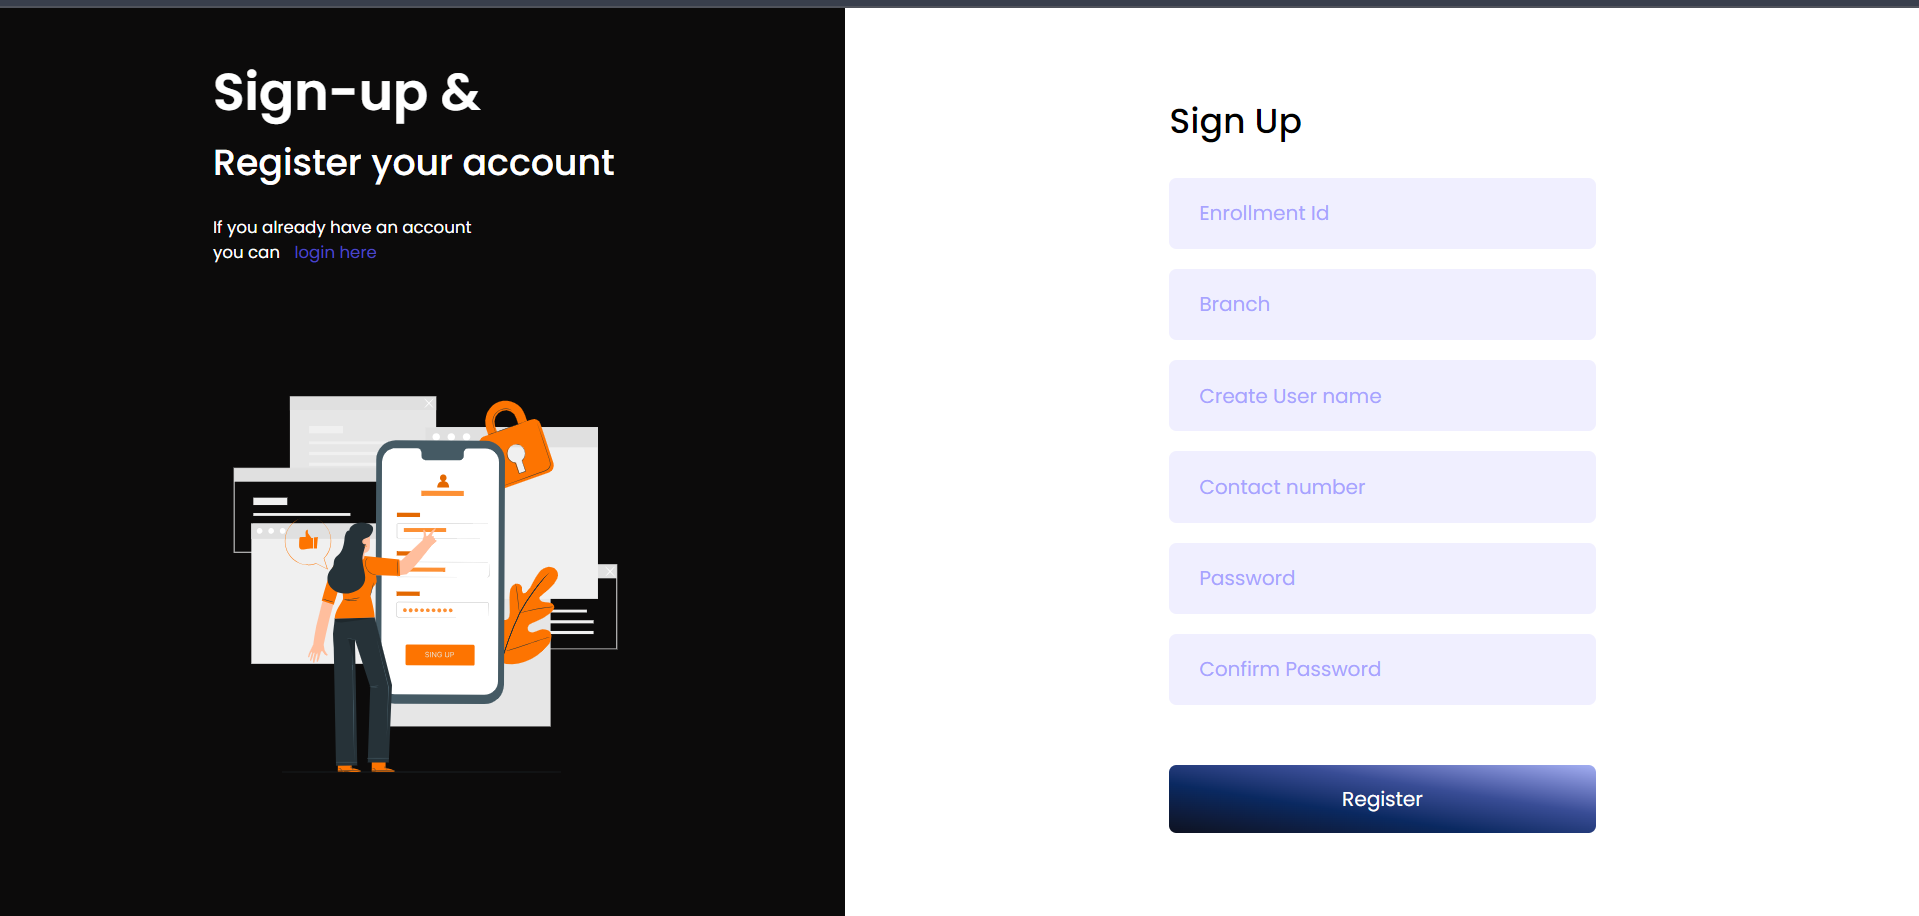 Sign-up &
Register your account
If you already have an account
you can login here
SING UP
Sign Up
Enrollment Id
Branch
Create User name
Contact number
Password
Confirm Password
Register